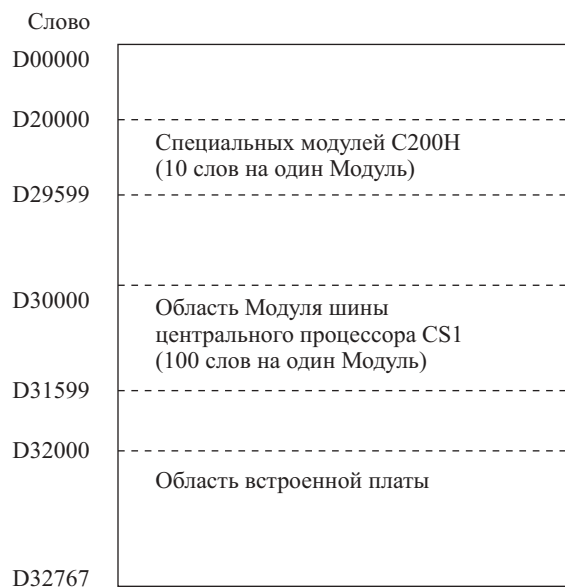 Слово
D00000
D20000
Специальных модулей C200H
(10 слов на один Модуль)
D29599
D30000
Область Модуля шины
центрального процессора CS1
(100 слов на один Модуль)
D31599
D32000
Область встроенной платы
D32767